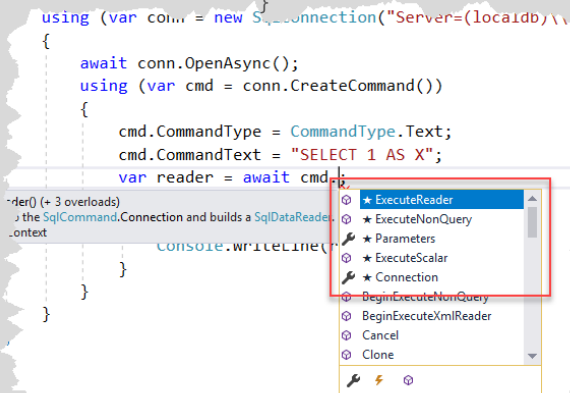 using (var conn = new SqlConnection("Server=(localdb)\\
{
await conn.OpenAsync();
using (var cmd = conn.CreateCommand())
{
cmd.CommandType = CommandType.Text;
cmd.CommandText = "SELECT 1 AS X";
var reader = await cmd.;
der() (+ 3 overloads)
the SqlCommand.Connection and builds a SqlDataReader.
Context
★ ExecuteReader
★ ExecuteNonQuery
★ Parameters
★ ExecuteScalar
★ Connection
BeginExecuteNonQuery
BeginExecuteXmlReader
Cancel
Clone
Console.WriteLine(
}
}
}